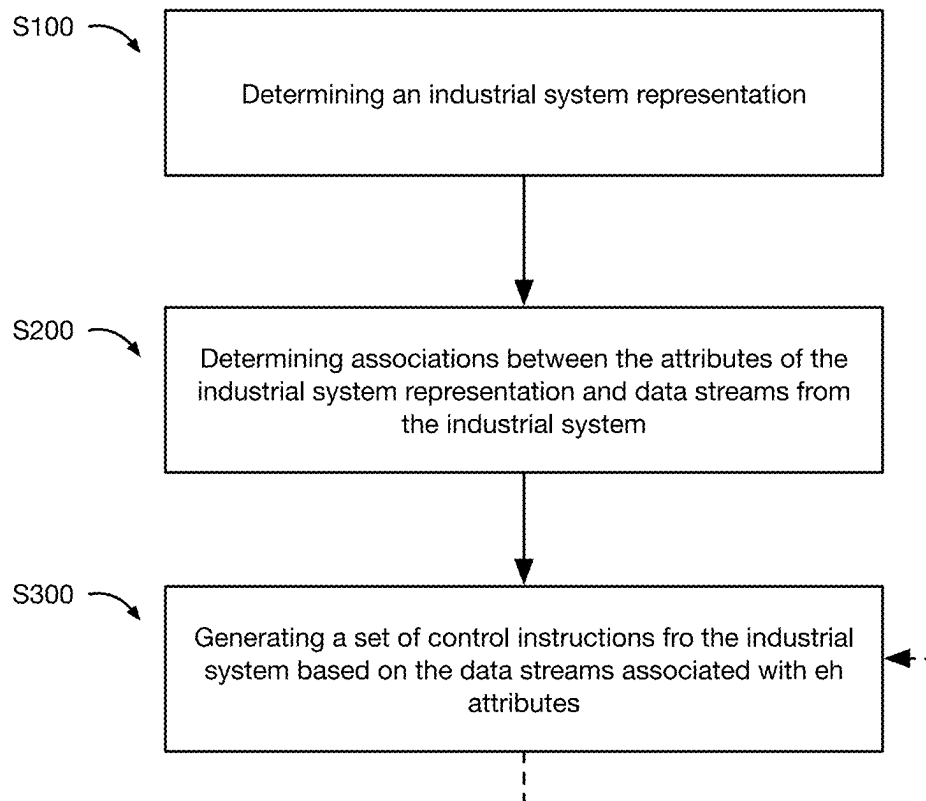 S100
Determining an industrial system representation
S200
Determining associations between the attributes of the
industrial system representation and data streams from
the industrial system
S300
Generating a set of control instructions fro the industrial
system based on the data streams associated with eh
attributes